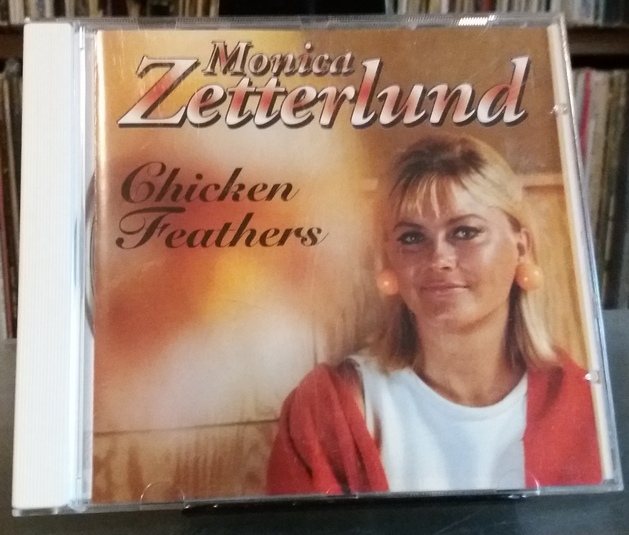 Monica
Zetterlund
Chicken
Feathers